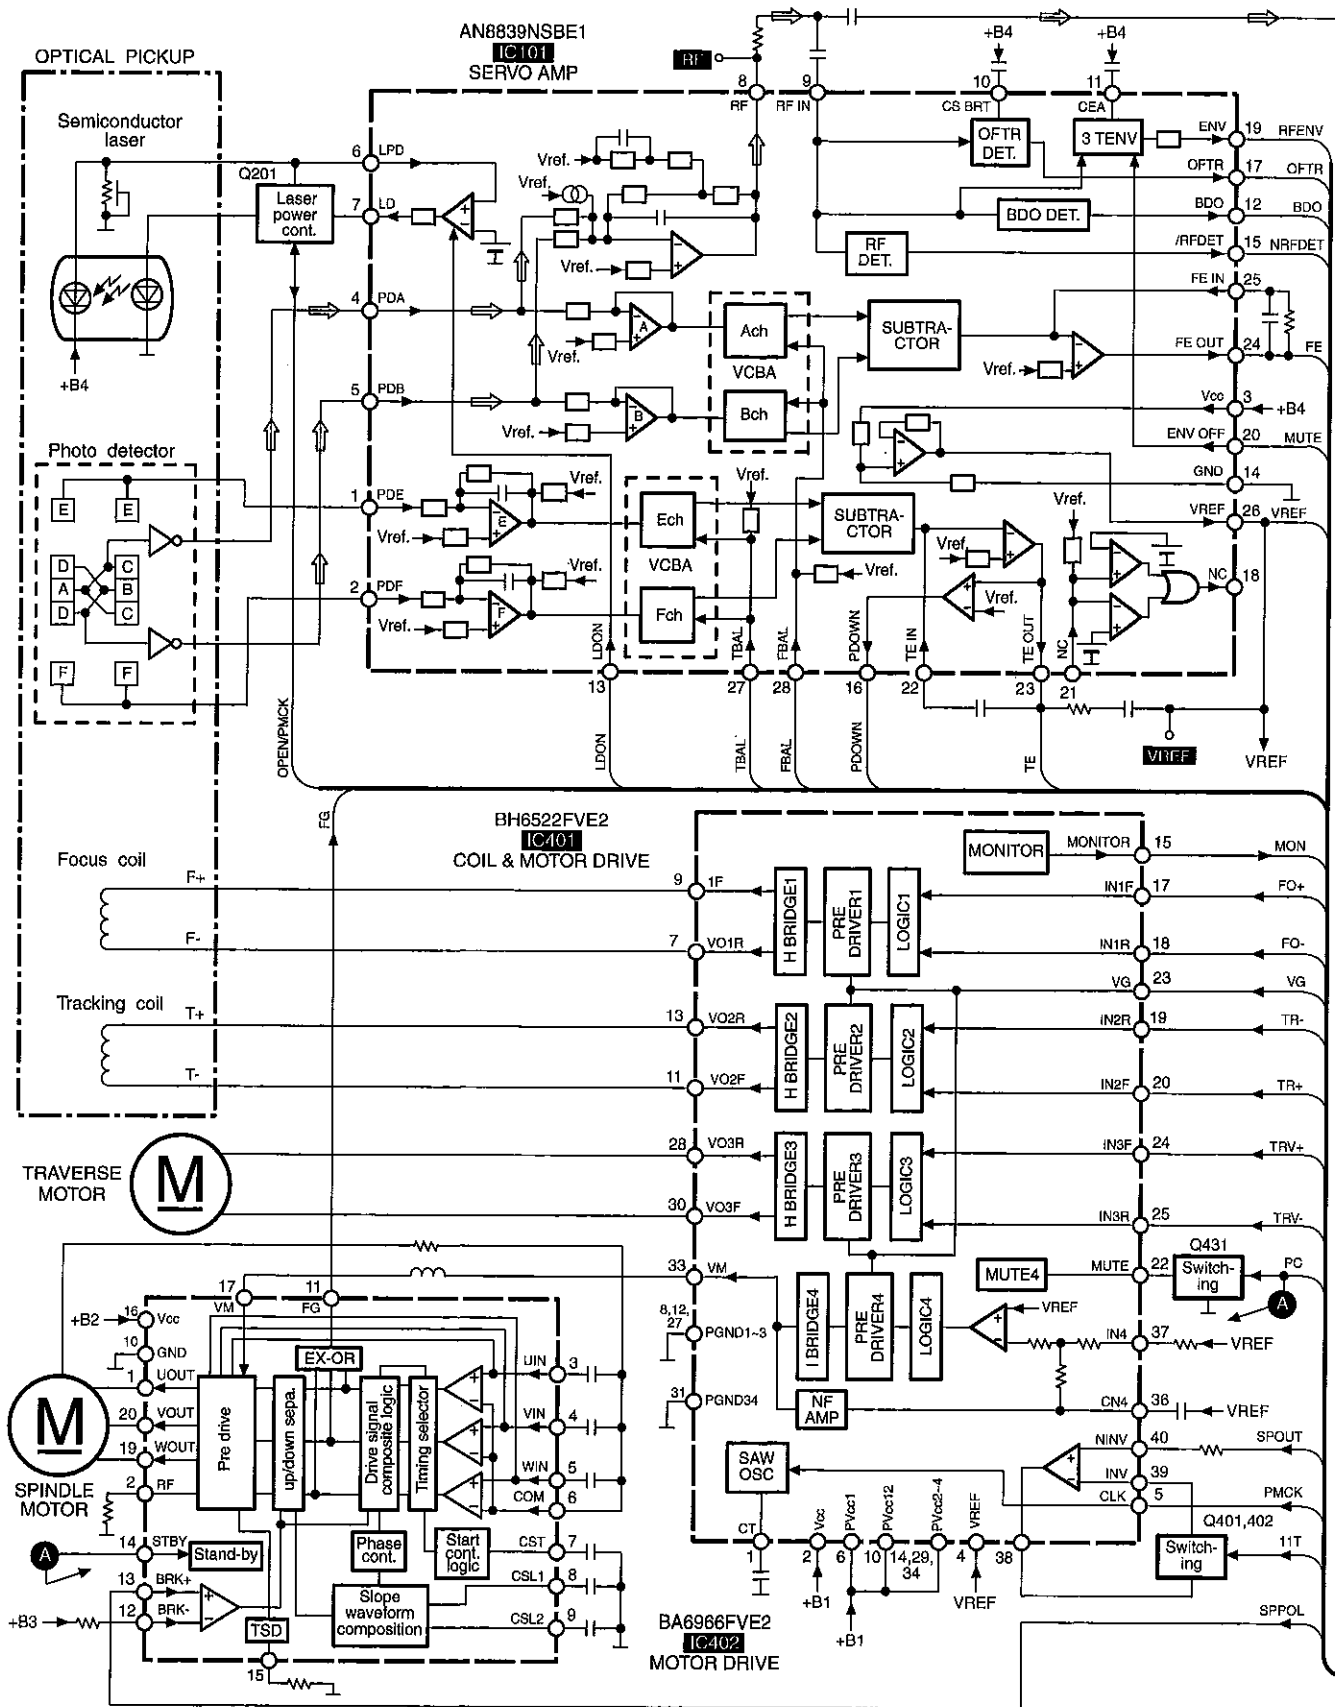 AN8839NSBE1
IC101
SERVO AMP
OPTICAL PICKUP
RF
8
RF
9
RF IN
+B4
10
CS BRT
+B4
11
CEA
OFTR DET.
3 TENV
ENV
19
RFENV
17
OFTR
BDO DET.
BDO
12
BDO
RF DET.
/RFDET
15
NRFDET
FE IN
25
FE OUT
24
FE
Vcc
3
+B4
ENV OFF
20
MUTE
GND
14
26
VREF
VREF
NC
18
Semiconductor
laser
Q201
Laser
power
cont.
6
LPD
7
LD
+B4
4
PDA
5
PDB
Vref.
Vref.
Vref.
Vref.
Vref.
A
B
Ach
VCBA
Bch
SUBTRA-
CTOR
Vref.
Photo detector
E
E
D
C
A
B
D
C
F
F
1
PDE
2
PDF
Vref.
Vref.
Vref.
Vref.
E
F
Ech
VCBA
Fch
Vref.
SUBTRA-
CTOR
Vref.
Vref.
Vref.
Vref.
LDON
TBAL
FBAL
PDOWN
TE IN
TE OUT
NC
13
27
28
16
22
23
21
OPEN/PMCK
LDON
TBAL
FBAL
PDOWN
TE
VREF
VREF
FG
BH6522FVE2
IC401
COIL & MOTOR DRIVE
MONITOR
MONITOR
15
MON
Focus coil
F+
9
1F
H BRIDGE1
PRE
DRIVER1
LOGIC1
IN1F
17
FO+
F-
7
VO1R
IN1R
18
FO-
VG
23
VG
Tracking coil
T+
13
VO2R
H BRIDGE2
PRE
DRIVER2
LOGIC2
IN2R
19
TR-
T-
11
VO2F
IN2F
20
TR+
TRAVERSE
MOTOR
M
28
VO3R
H BRIDGE3
PRE
DRIVER3
LOGIC3
IN3F
24
TRV+
30
VO3F
IN3R
25
TRV-
33
VM
MUTE4
MUTE
22
Q431
Switch-
ing
PC
A
8,12,
27
PGND1~3
I BRIDGE4
PRE
DRIVER4
LOGIC4
VREF
IN4
37
VREF
31
PGND34
NF
AMP
CN4
36
VREF
NINV
40
SPOUT
INV
39
SAW
OSC
CLK
5
PMCK
CT
Vcc
PVcc1
PVcc12
PVcc2~4
VREF
1
2
6
10
14,29,
34
4
38
+B1
+B1
VREF
Q401,402
Switch-
ing
11T
SPPOL
17
VM
11
FG
+B2
16
Vcc
10
GND
1
UOUT
20
VOUT
19
WOUT
2
RF
M
SPINDLE
MOTOR
Pre drive
up/down sepa.
EX-OR
Drive signal
composite logic
Timing selector
UIN
3
VIN
4
WIN
5
COM
6
A
14
STBY
Stand-by
Phase
cont.
Start
cont.
logic
CST
7
CSL1
8
CSL2
9
13
BRK+
+B3
12
BRK-
TSD
Slope
waveform
composition
15
BA6966FVE2
IC402
MOTOR DRIVE